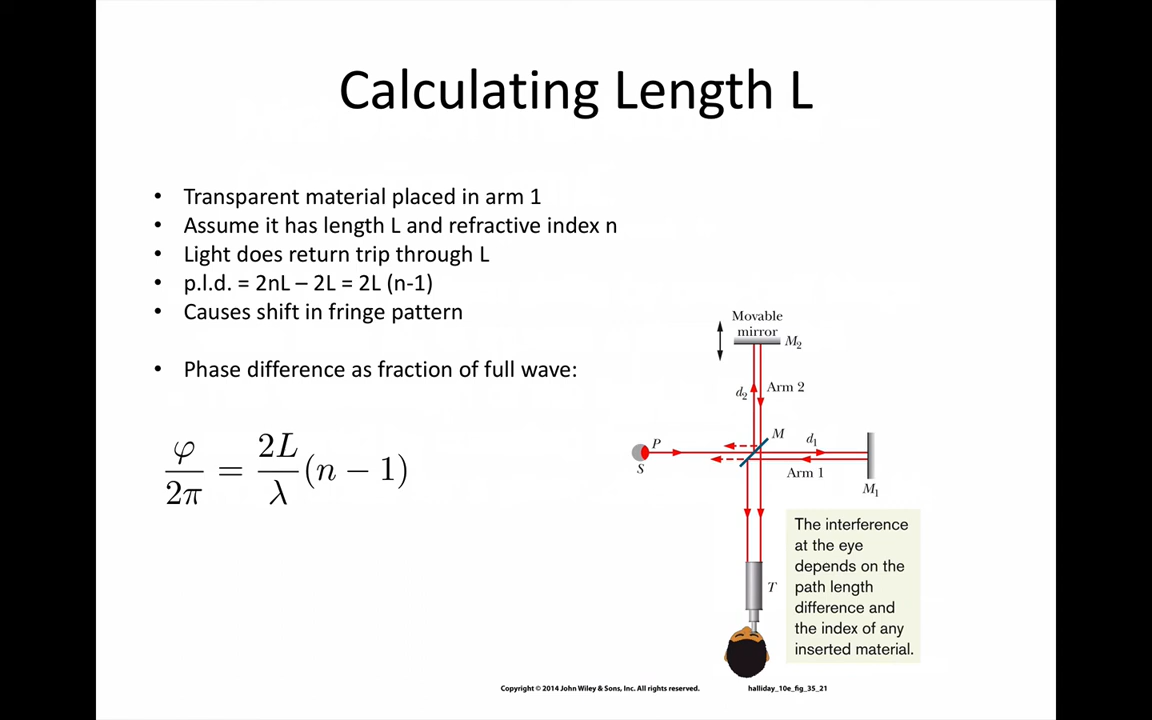 Calculating Length L
• Transparent material placed in arm 1
• Assume it has length L and refractive index n
• Light does return trip through L
• p.l.d. = 2nL – 2L = 2L (n-1)
• Causes shift in fringe pattern
• Phase difference as fraction of full wave:
φ/2π = 2L/λ (n − 1)
Movable
mirror
M₂
d₂
Arm 2
M
d₁
P
S
Arm 1
M₁
T
The interference
at the eye
depends on the
path length
difference and
the index of any
inserted material.
Copyright © 2014 John Wiley & Sons, Inc. All rights reserved.
halliday_10e_fig_35_21